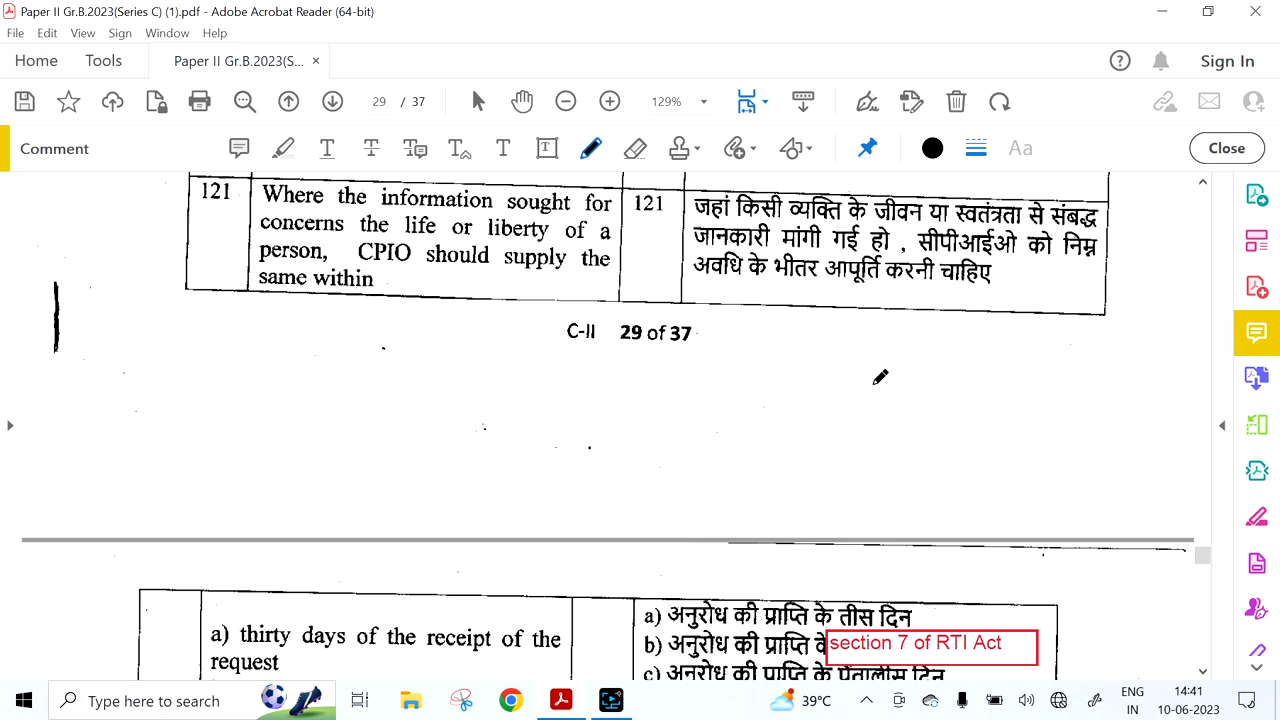 Paper II Gr.B.2023(Series C) (1).pdf - Adobe Acrobat Reader (64-bit)
File Edit View Sign Window Help
Home Tools Paper II Gr.B.2023(S... × Sign In
29 / 37 129%
Comment Aa Close
121 Where the information sought for
concerns the life or liberty of a
person, CPIO should supply the
same within
121 जहां किसी व्यक्ति के जीवन या स्वतंत्रता से संबद्ध
जानकारी मांगी गई हो , सीपीआईओ को निम्न
अवधि के भीतर आपूर्ति करनी चाहिए
C-II 29 of 37
a) thirty days of the receipt of the
request
a) अनुरोध की प्राप्ति के तीस दिन
b) अनुरोध की प्राप्ति के
section 7 of RTI Act
c) अनुरोध की प्राप्ति के पैंतालीस दिन
Type here to search
39°C
ENG
IN
14:41
10-06-2023